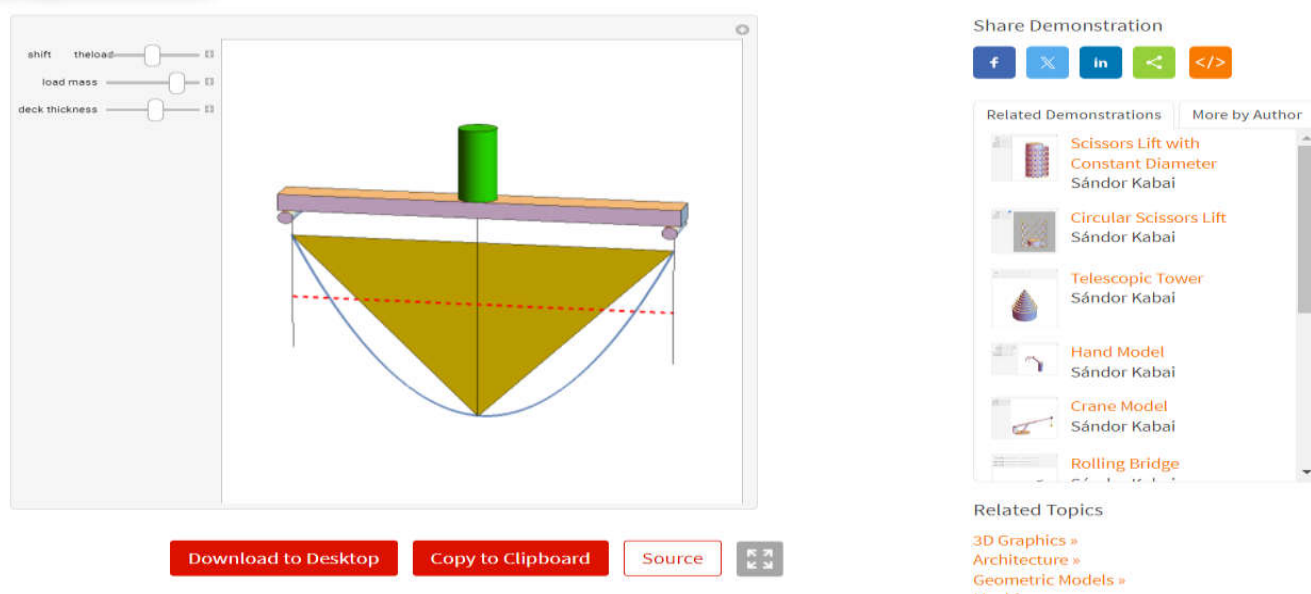 shift theload
load mass
deck thickness
Download to Desktop
Copy to Clipboard
Source
Share Demonstration
f
in
</>
Related Demonstrations
More by Author
Scissors Lift with
Constant Diameter
Sándor Kabai
Circular Scissors Lift
Sándor Kabai
Telescopic Tower
Sándor Kabai
Hand Model
Sándor Kabai
Crane Model
Sándor Kabai
Rolling Bridge
Related Topics
3D Graphics »
Architecture »
Geometric Models »